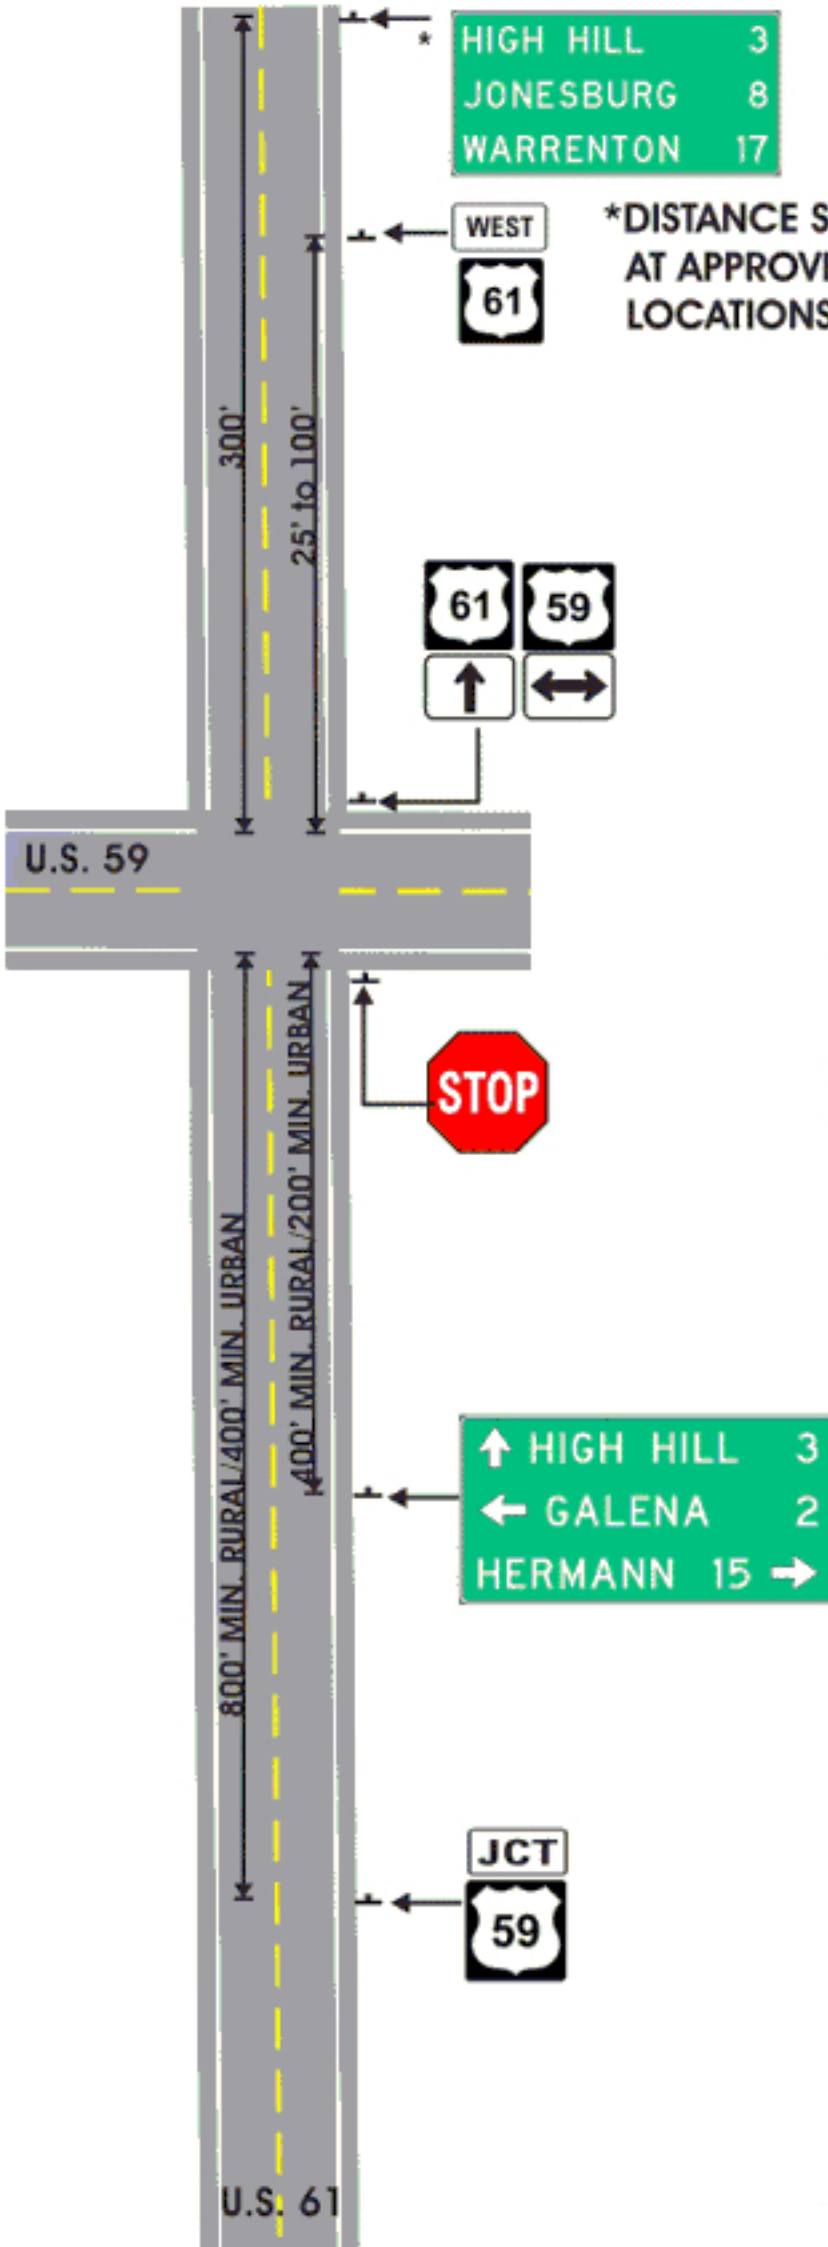 HIGH HILL 3
JONESBURG 8
WARRENTON 17
*
WEST
61
*DISTANCE S
AT APPROV
LOCATIONS
300'
25' to 100'
61 59
U.S. 59
STOP
800' MIN. RURAL/400' MIN. URBAN
400' MIN. RURAL/200' MIN. URBAN
HIGH HILL 3
GALENA 2
HERMANN 15
JCT
59
U.S. 61